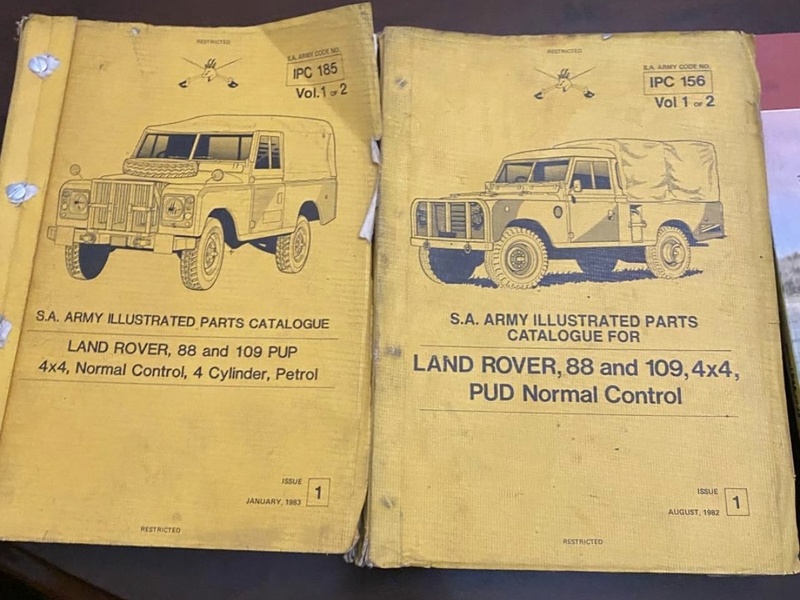 RESTRICTED
S.A. ARMY CODE NO.
IPC 185
Vol.1 OF 2
S.A. ARMY ILLUSTRATED PARTS CATALOGUE
LAND ROVER, 88 and 109 PUP
4x4, Normal Control, 4 Cylinder, Petrol
ISSUE
1
JANUARY, 1983
RESTRICTED
RESTRICTED
S.A. ARMY CODE NO.
IPC 156
Vol 1 OF 2
S.A. ARMY ILLUSTRATED PARTS
CATALOGUE FOR
LAND ROVER, 88 and 109, 4x4,
PUD Normal Control
ISSUE
1
AUGUST, 1982
RESTRICTED